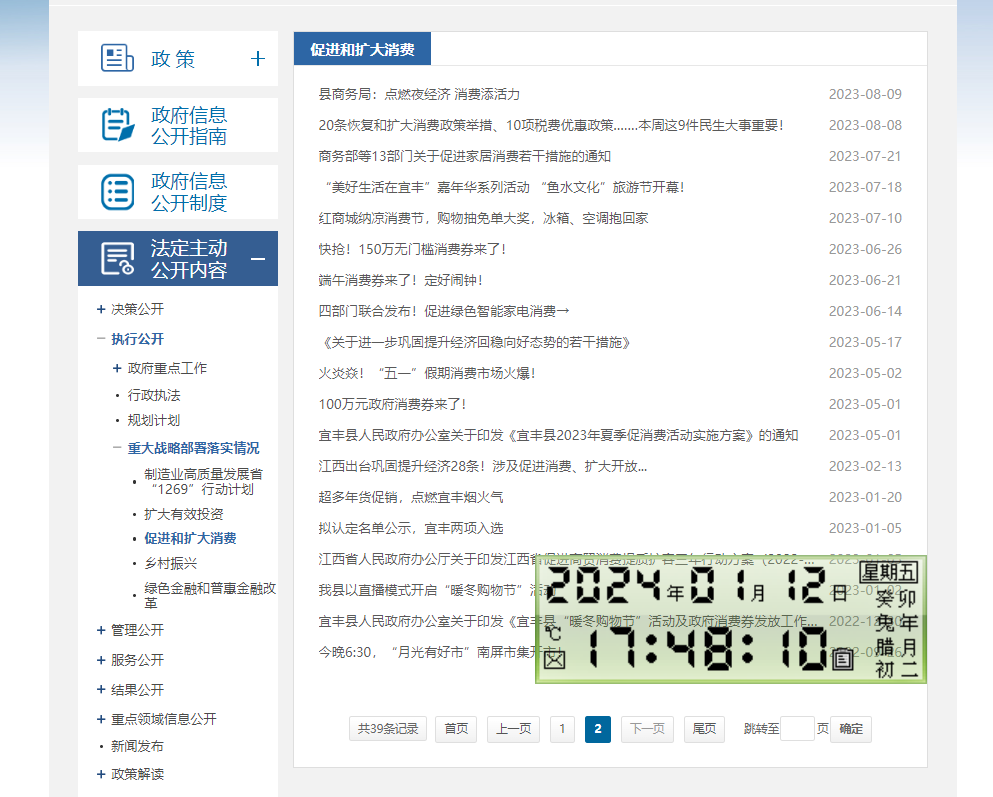 政 策
政府信息
公开指南
政府信息
公开制度
法定主动
公开内容
决策公开
执行公开
政府重点工作
行政执法
规划计划
重大战略部署落实情况
制造业高质量发展省
“1269”行动计划
扩大有效投资
促进和扩大消费
乡村振兴
绿色金融和普惠金融改
革
管理公开
服务公开
结果公开
重点领域信息公开
新闻发布
政策解读
促进和扩大消费
县商务局：点燃夜经济 消费添活力 2023-08-09
20条恢复和扩大消费政策举措、10项税费优惠政策.......本周这9件民生大事重要！ 2023-08-08
商务部等13部门关于促进家居消费若干措施的通知 2023-07-21
“美好生活在宜丰”嘉年华系列活动 “鱼水文化”旅游节开幕！ 2023-07-18
红商城纳凉消费节，购物抽免单大奖，冰箱、空调抱回家 2023-07-10
快抢！150万无门槛消费券来了！ 2023-06-26
端午消费券来了！定好闹钟！ 2023-06-21
四部门联合发布！促进绿色智能家电消费→ 2023-06-14
《关于进一步巩固提升经济回稳向好态势的若干措施》 2023-05-17
火炎焱！“五一”假期消费市场火爆！ 2023-05-02
100万元政府消费券来了！ 2023-05-01
宜丰县人民政府办公室关于印发《宜丰县2023年夏季促消费活动实施方案》的通知 2023-05-01
江西出台巩固提升经济28条！涉及促进消费、扩大开放... 2023-02-13
超多年货促销，点燃宜丰烟火气 2023-01-20
拟认定名单公示，宜丰两项入选 2023-01-05
江西省人民政府办公厅关于印发江西省促进商贸消费提质扩容三年行动方案（2022-...
我县以直播模式开启“暖冬购物节”活动
宜丰县人民政府办公室关于印发《宜丰县“暖冬购物节”活动及政府消费券发放工作...
今晚6:30，“月光有好市”南屏市集开市！
2024年01月12日
星期五
癸卯
兔年
腊月
初二
℃
17:48:10
共39条记录 首页 上一页 1 2 下一页 尾页 跳转至 页 确定